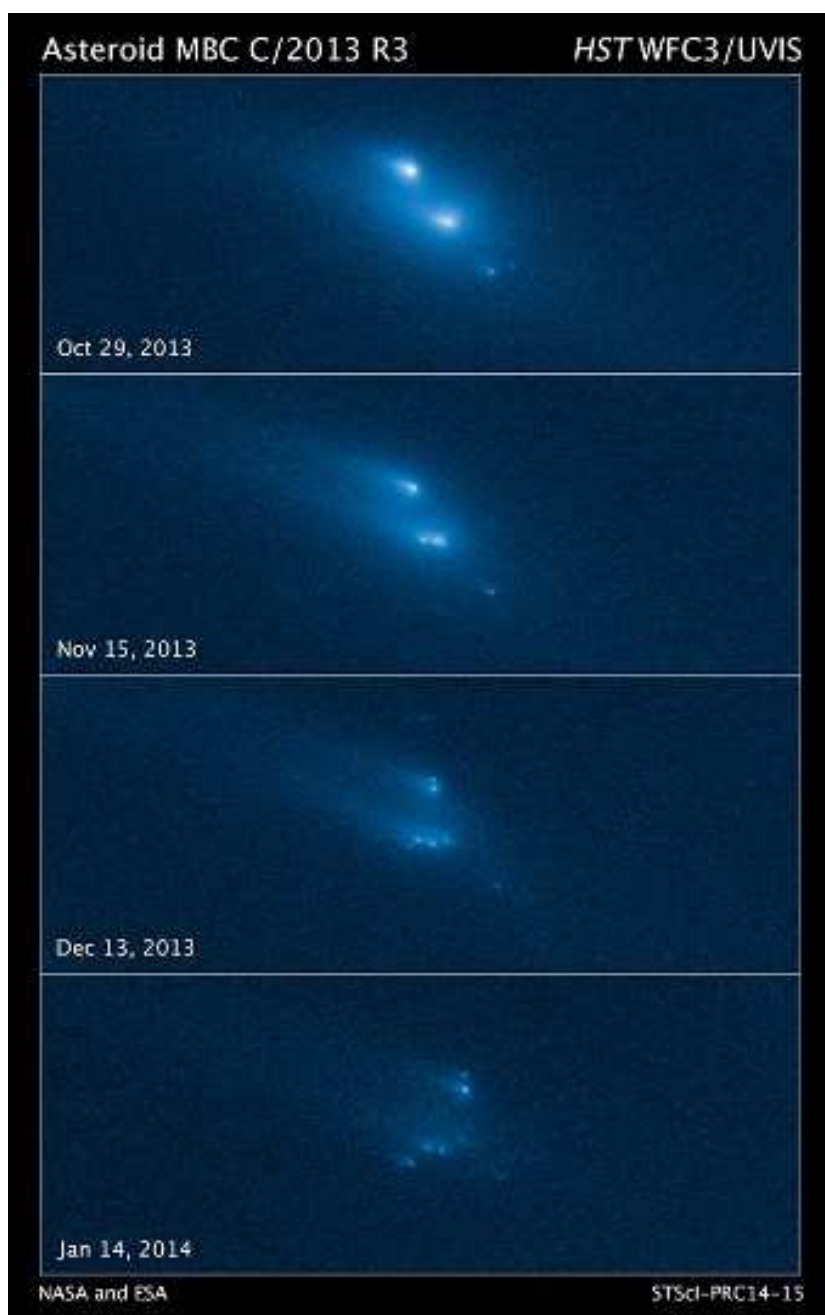 Asteroid MBC C/2013 R3 HST WFC3/UVIS
Oct 29, 2013
Nov 15, 2013
Dec 13, 2013
Jan 14, 2014
NASA and ESA STScI-PRC14-15